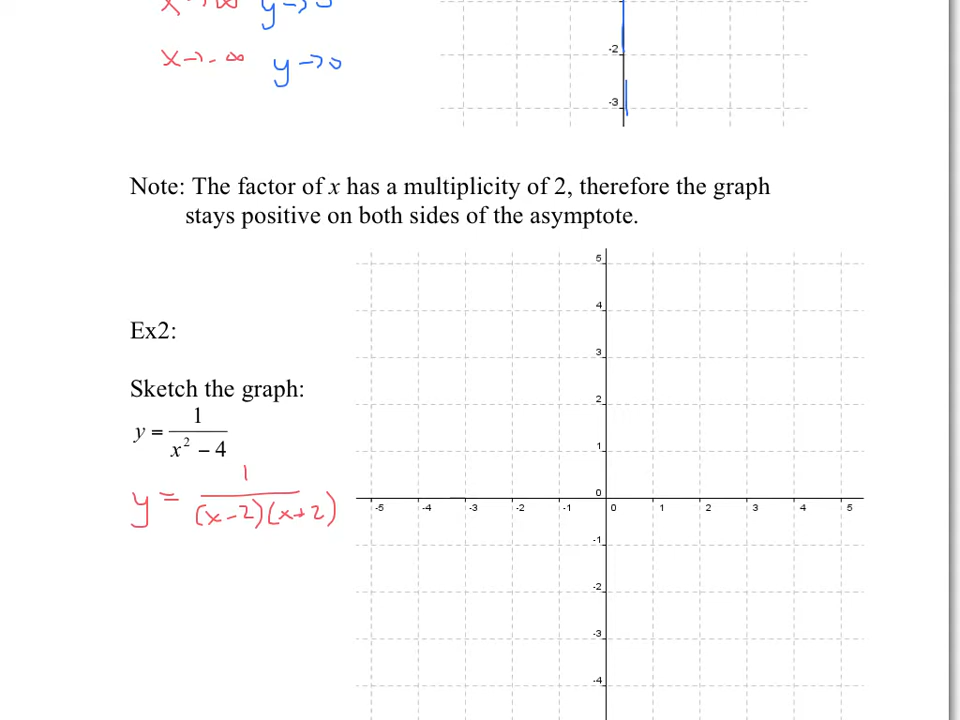 x→∞ y→0
x→-∞ y→0
-2
-3
Note: The factor of x has a multiplicity of 2, therefore the graph
stays positive on both sides of the asymptote.
Ex2:
Sketch the graph:
y = 1 / (x² − 4)
y = 1 / ((x−2)(x+2))
5
4
3
2
1
0
-5 -4 -3 -2 -1 0 1 2 3 4 5
-1
-2
-3
-4